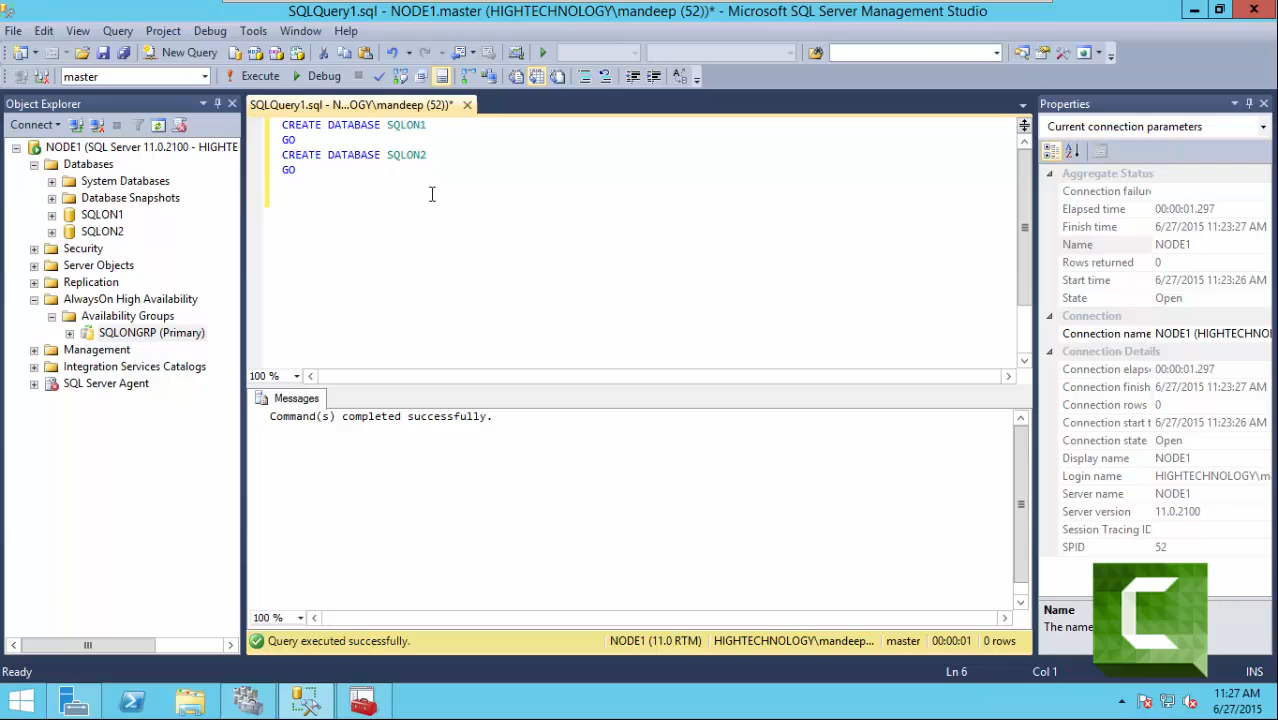 SQLQuery1.sql - NODE1.master (HIGHTECHNOLOGY\mandeep (52))* - Microsoft SQL Server Management Studio
File Edit View Query Project Debug Tools Window Help
New Query
master Execute Debug
Object Explorer
Connect
NODE1 (SQL Server 11.0.2100 - HIGHTE
Databases
System Databases
Database Snapshots
SQLON1
SQLON2
Security
Server Objects
Replication
AlwaysOn High Availability
Availability Groups
SQLONGRP (Primary)
Management
Integration Services Catalogs
SQL Server Agent
SQLQuery1.sql - N...OGY\mandeep (52))*
CREATE DATABASE SQLON1
GO
CREATE DATABASE SQLON2
GO
100 %
Messages
Command(s) completed successfully.
100 %
Query executed successfully. NODE1 (11.0 RTM) HIGHTECHNOLOGY\mandeep... master 00:00:01 0 rows
Properties
Current connection parameters
Aggregate Status
Connection failur
Elapsed time 00:00:01.297
Finish time 6/27/2015 11:23:27 AM
Name NODE1
Rows returned 0
Start time 6/27/2015 11:23:26 AM
State Open
Connection
Connection name NODE1 (HIGHTECHNO
Connection Details
Connection elaps 00:00:01.297
Connection finish 6/27/2015 11:23:27 AM
Connection rows 0
Connection start t 6/27/2015 11:23:26 AM
Connection state Open
Display name NODE1
Login name HIGHTECHNOLOGY\m
Server name NODE1
Server version 11.0.2100
Session Tracing ID
SPID 52
Name
The name
Ready Ln 6 Col 1 INS
11:27 AM
6/27/2015